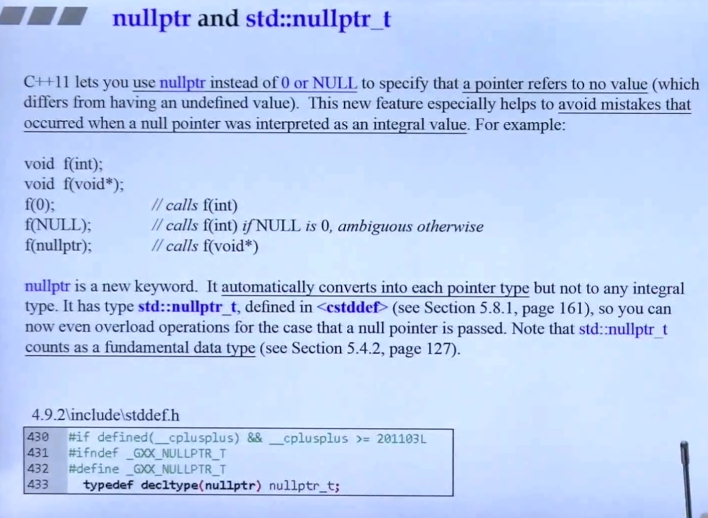 nullptr and std::nullptr_t
C++11 lets you use nullptr instead of 0 or NULL to specify that a pointer refers to no value (which
differs from having an undefined value). This new feature especially helps to avoid mistakes that
occurred when a null pointer was interpreted as an integral value. For example:
void f(int);
void f(void*);
f(0); // calls f(int)
f(NULL); // calls f(int) if NULL is 0, ambiguous otherwise
f(nullptr); // calls f(void*)
nullptr is a new keyword. It automatically converts into each pointer type but not to any integral
type. It has type std::nullptr_t, defined in <cstddef> (see Section 5.8.1, page 161), so you can
now even overload operations for the case that a null pointer is passed. Note that std::nullptr_t
counts as a fundamental data type (see Section 5.4.2, page 127).
4.9.2\include\stddef.h
430 #if defined(__cplusplus) && __cplusplus >= 201103L
431 #ifndef _GXX_NULLPTR_T
432 #define _GXX_NULLPTR_T
433 typedef decltype(nullptr) nullptr_t;